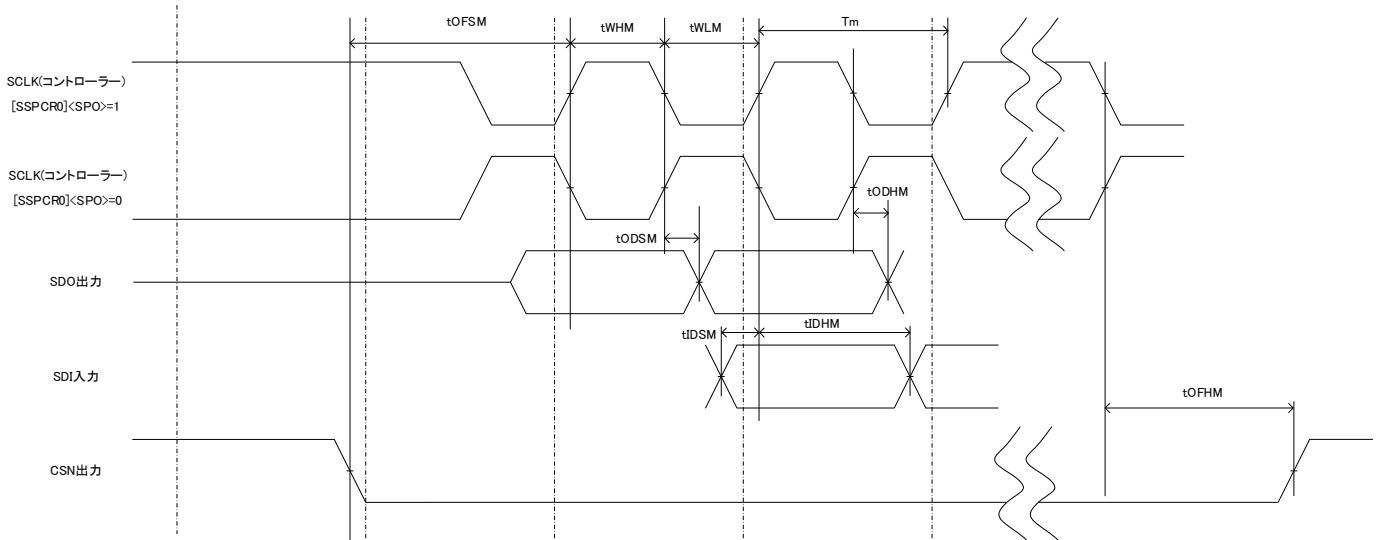 tOFSM
tWHM
tWLM
Tm
SCLK(コントローラー)
[SSPCR0]<SPO>=1
SCLK(コントローラー)
[SSPCR0]<SPO>=0
tODHM
tODSM
SDO出力
tIDSM
tIDHM
SDI入力
tOFHM
CSN出力